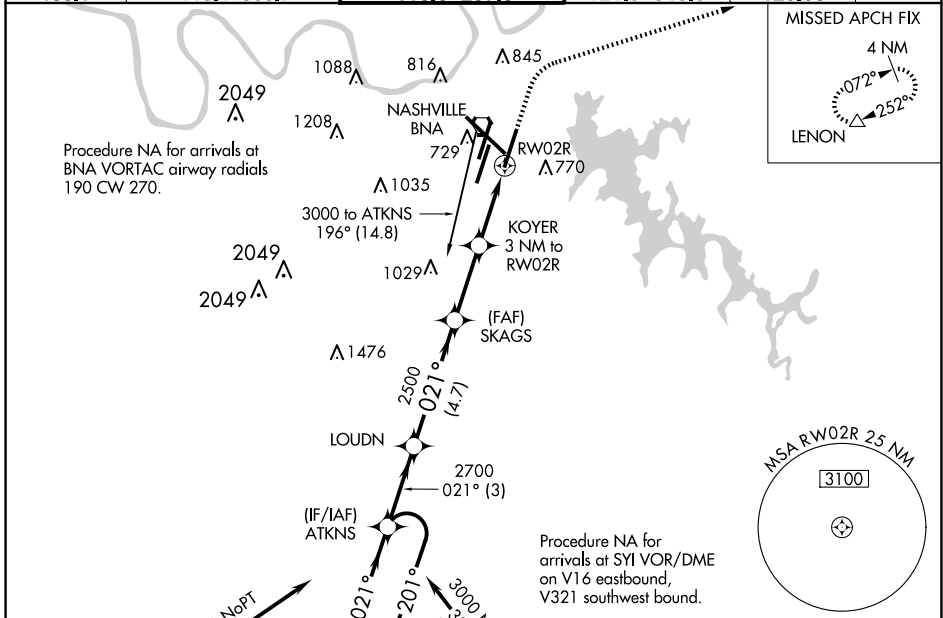 MISSED APCH FIX
4 NM
072°
252°
LENON
1088
816
845
2049
NASHVILLE
BNA
1208
729
RW02R
770
Procedure NA for arrivals at
BNA VORTAC airway radials
190 CW 270.
1035
3000 to ATKNS
196° (14.8)
KOYER
3 NM to
RW02R
2049
1029
2049
(FAF)
SKAGS
1476
2500
021°
(4.7)
LOUDN
MSA RW02R 25 NM
3100
2700
021° (3)
(IF/IAF)
ATKNS
Procedure NA for
arrivals at SYI VOR/DME
on V16 eastbound,
V321 southwest bound.
NoPT
021°
201°
3000